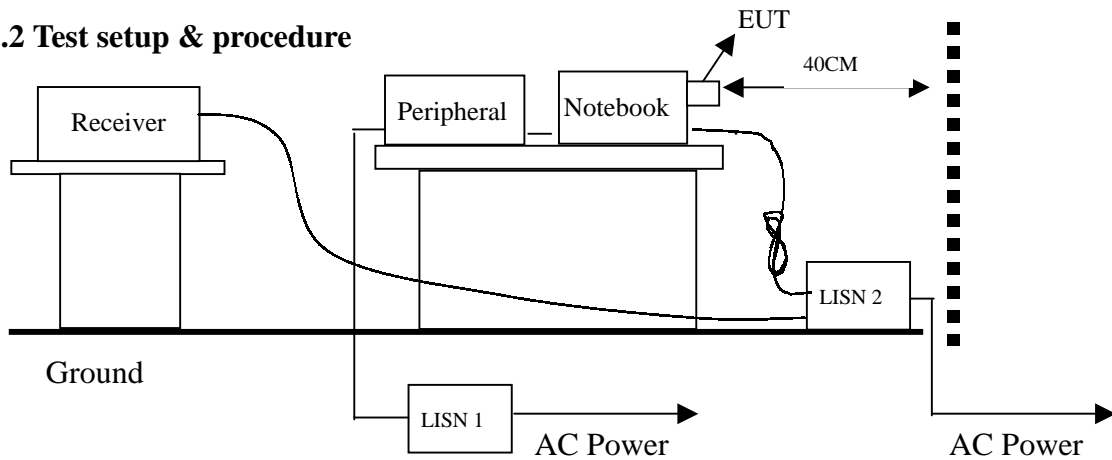 .2 Test setup & procedure
EUT
40CM
Receiver
Peripheral
Notebook
LISN 2
Ground
LISN 1
AC Power
AC Power